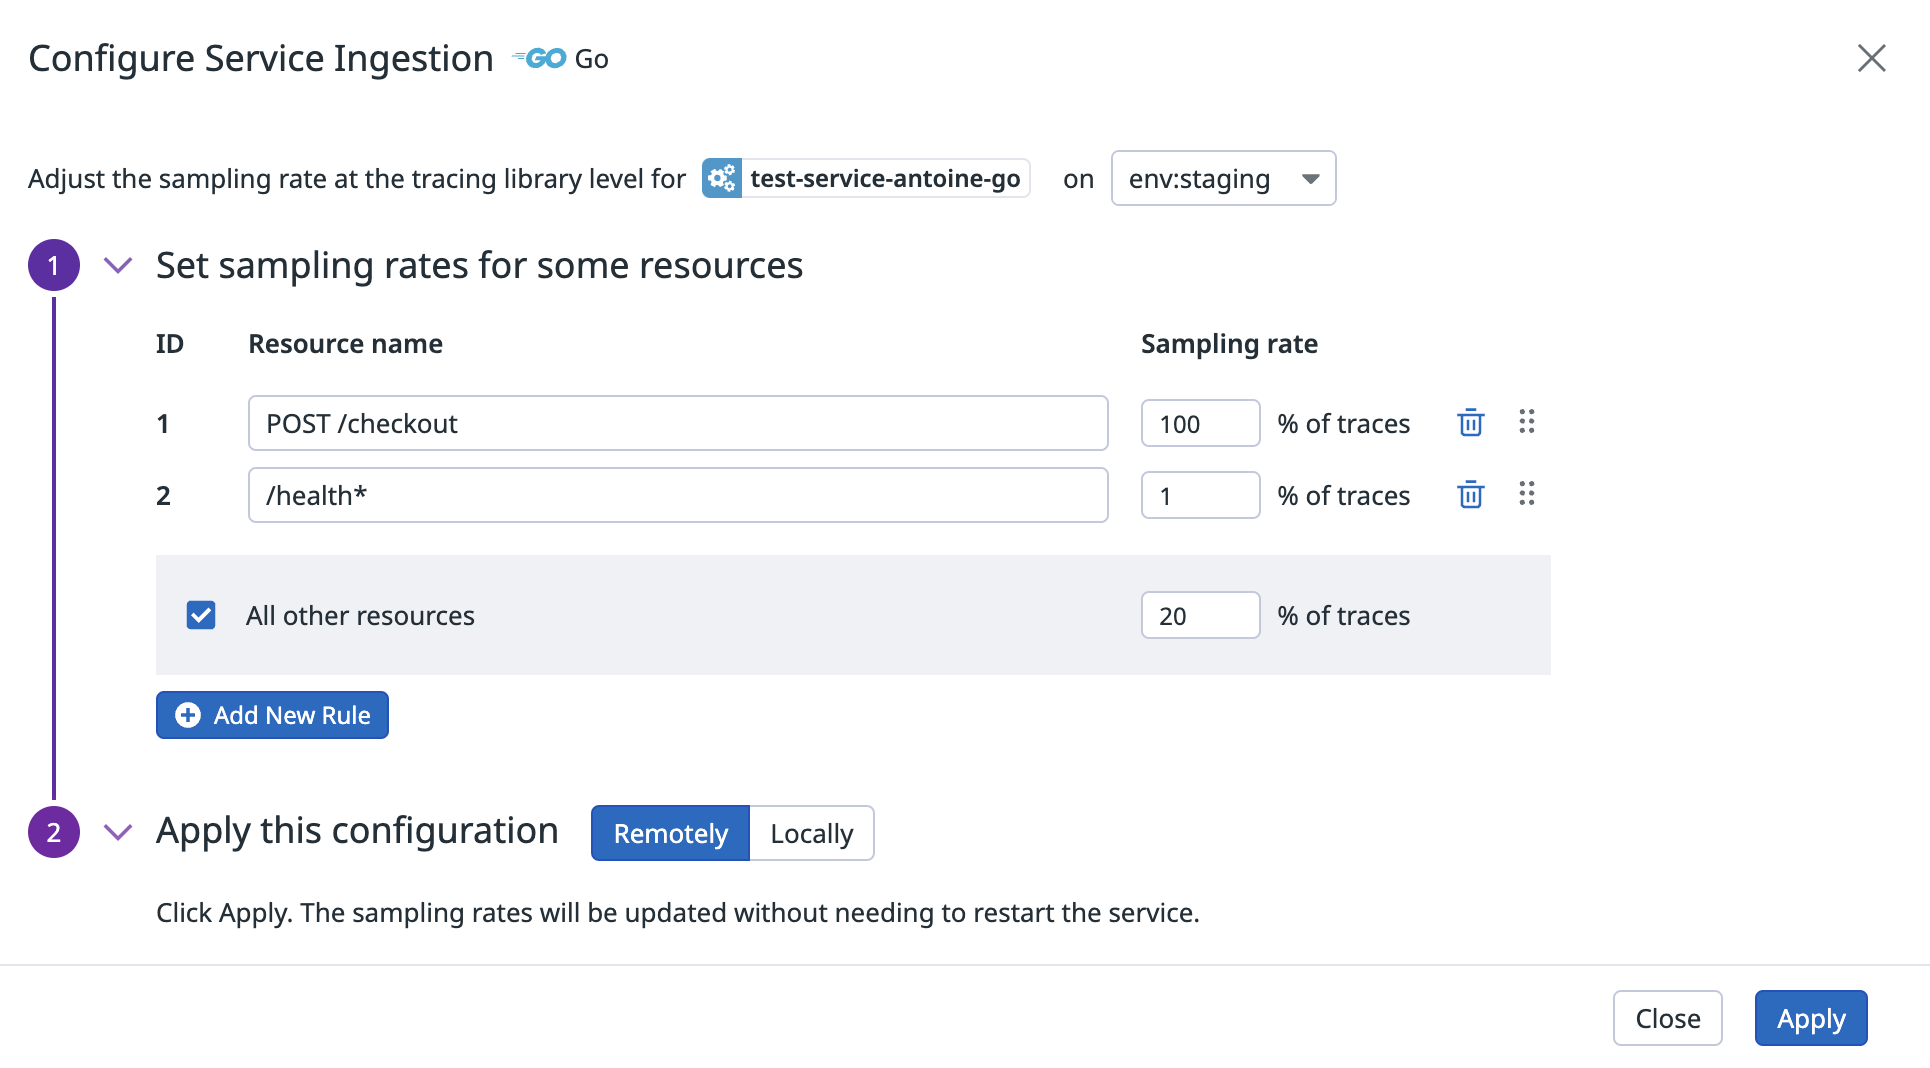 Configure Service Ingestion GO Go
Adjust the sampling rate at the tracing library level for test-service-antoine-go on env:staging
1 Set sampling rates for some resources
ID Resource name Sampling rate
1 POST /checkout 100 % of traces
2 /health* 1 % of traces
All other resources 20 % of traces
Add New Rule
2 Apply this configuration Remotely Locally
Click Apply. The sampling rates will be updated without needing to restart the service.
Close Apply